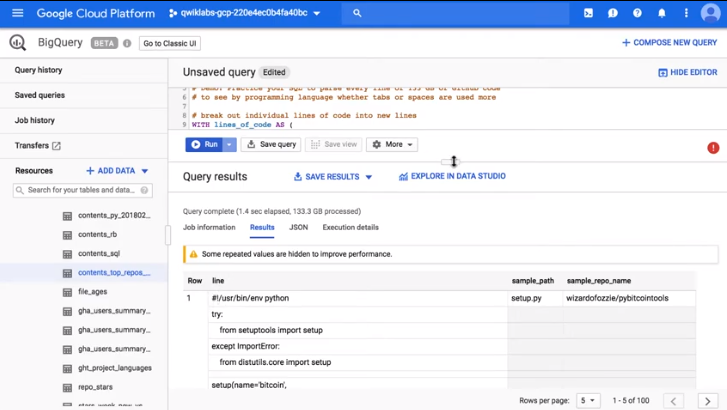 Google Cloud Platform
qwiklabs-gcp-220e4ec0b4fa40bc
BigQuery BETA Go to Classic UI
+ COMPOSE NEW QUERY
Query history
Saved queries
Job history
Transfers
Resources + ADD DATA
Search for your tables and data...
contents_py_201802...
contents_rb
contents_sql
contents_top_repos_...
file_ages
gha_users_summary...
gha_users_summary...
gha_users_summary...
ght_project_languages
repo_stars
Unsaved query Edited
HIDE EDITOR
5 # Demo: Practice your SQL to parse every line of
6 # to see by programming language whether tabs or spaces are used more
7
8 # break out individual lines of code into new lines
9 WITH lines_of_code AS (
Run Save query Save view More
Query results SAVE RESULTS EXPLORE IN DATA STUDIO
Query complete (1.4 sec elapsed, 133.3 GB processed)
Job information Results JSON Execution details
Some repeated values are hidden to improve performance.
Row line sample_path sample_repo_name
1 #!/usr/bin/env python setup.py wizardofozzie/pybitcointools
try:
from setuptools import setup
except ImportError:
from distutils.core import setup
setup(name='bitcoin',
Rows per page: 5 1 - 5 of 100